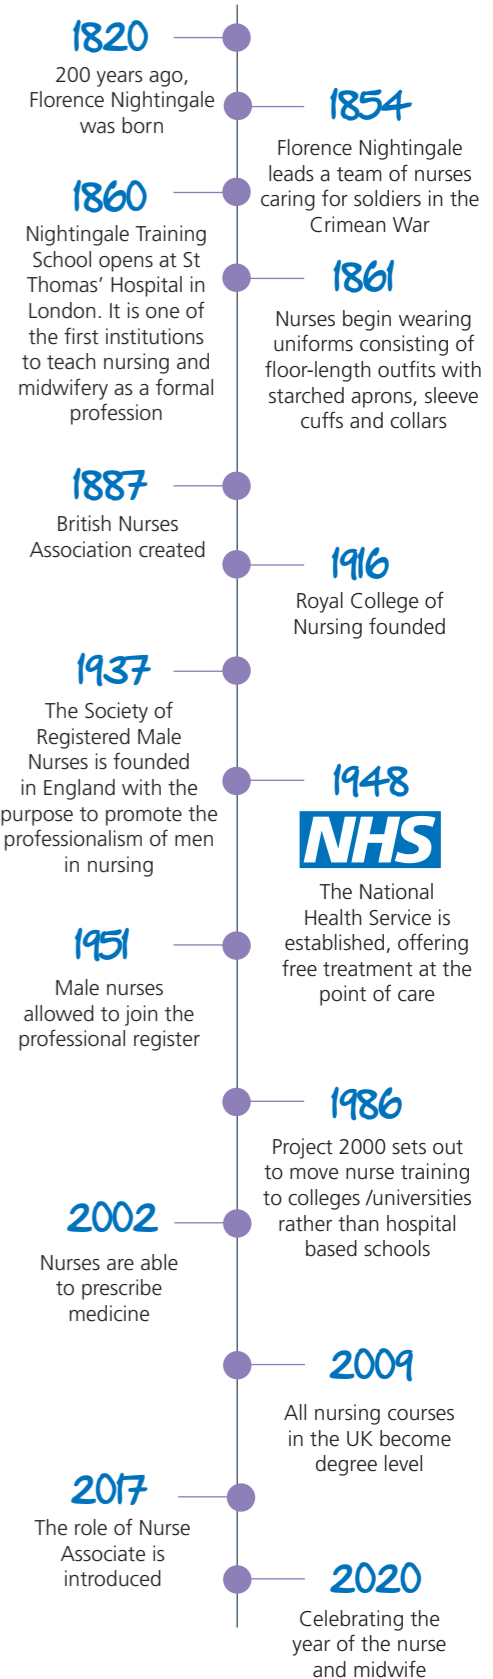 1820
200 years ago,
Florence Nightingale
was born
1854
Florence Nightingale
leads a team of nurses
caring for soldiers in the
Crimean War
1860
Nightingale Training
School opens at St
Thomas’ Hospital in
London. It is one of
the first institutions
to teach nursing and
midwifery as a formal
profession
1861
Nurses begin wearing
uniforms consisting of
floor-length outfits with
starched aprons, sleeve
cuffs and collars
1887
British Nurses
Association created
1916
Royal College of
Nursing founded
1937
The Society of
Registered Male
Nurses is founded
in England with the
purpose to promote the
professionalism of men
in nursing
1948
NHS
The National
Health Service is
established, offering
free treatment at the
point of care
1951
Male nurses
allowed to join the
professional register
1986
Project 2000 sets out
to move nurse training
to colleges /universities
rather than hospital
based schools
2002
Nurses are able
to prescribe
medicine
2009
All nursing courses
in the UK become
degree level
2017
The role of Nurse
Associate is
introduced
2020
Celebrating the
year of the nurse
and midwife